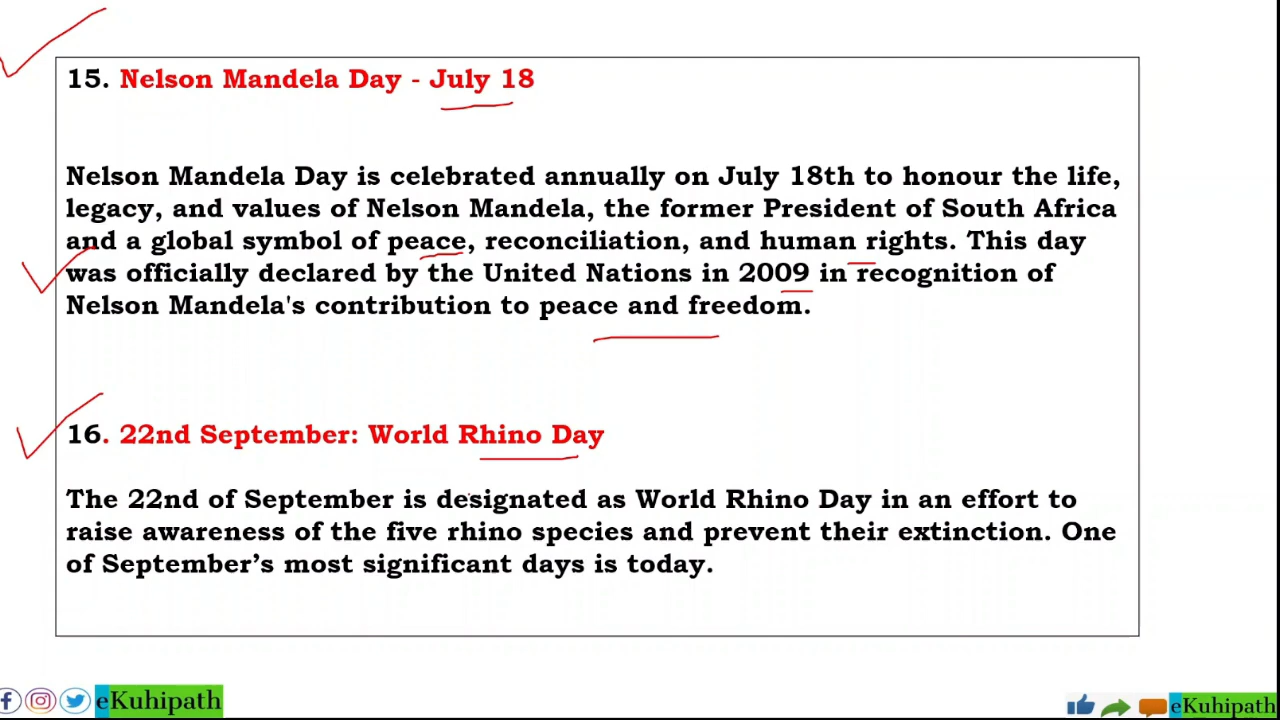 15. Nelson Mandela Day - July 18
Nelson Mandela Day is celebrated annually on July 18th to honour the life,
legacy, and values of Nelson Mandela, the former President of South Africa
and a global symbol of peace, reconciliation, and human rights. This day
was officially declared by the United Nations in 2009 in recognition of
Nelson Mandela's contribution to peace and freedom.
16. 22nd September: World Rhino Day
The 22nd of September is designated as World Rhino Day in an effort to
raise awareness of the five rhino species and prevent their extinction. One
of September’s most significant days is today.
eKuhipath
eKuhipath